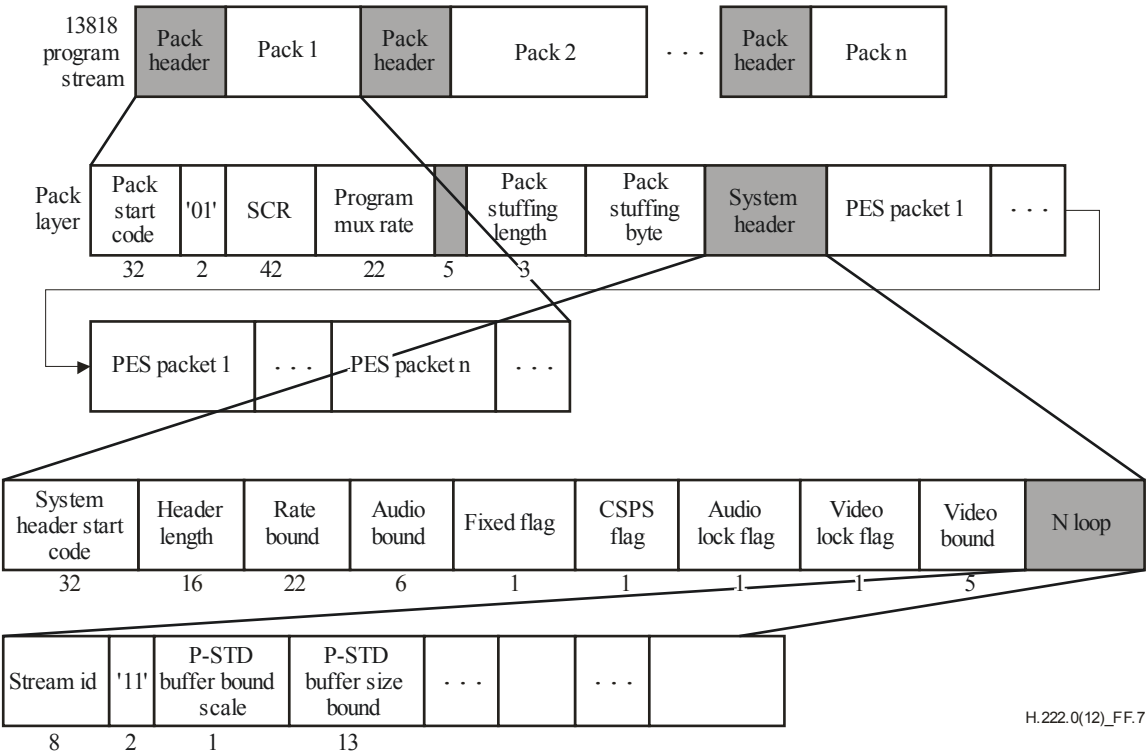 13818
program
stream
Pack
header
Pack 1
Pack
header
Pack 2
. . .
Pack
header
Pack n
Pack
layer
Pack
start
code
'01'
SCR
Program
mux rate
Pack
stuffing
length
Pack
stuffing
byte
System
header
PES packet 1
. . .
32
2
42
22
5
3
PES packet 1
. . .
PES packet n
. . .
System
header start
code
Header
length
Rate
bound
Audio
bound
Fixed flag
CSPS
flag
Audio
lock flag
Video
lock flag
Video
bound
N loop
32
16
22
6
1
1
1
1
5
Stream id
'11'
P-STD
buffer bound
scale
P-STD
buffer size
bound
. . .
. . .
8
2
1
13
H.222.0(12)_FF.7